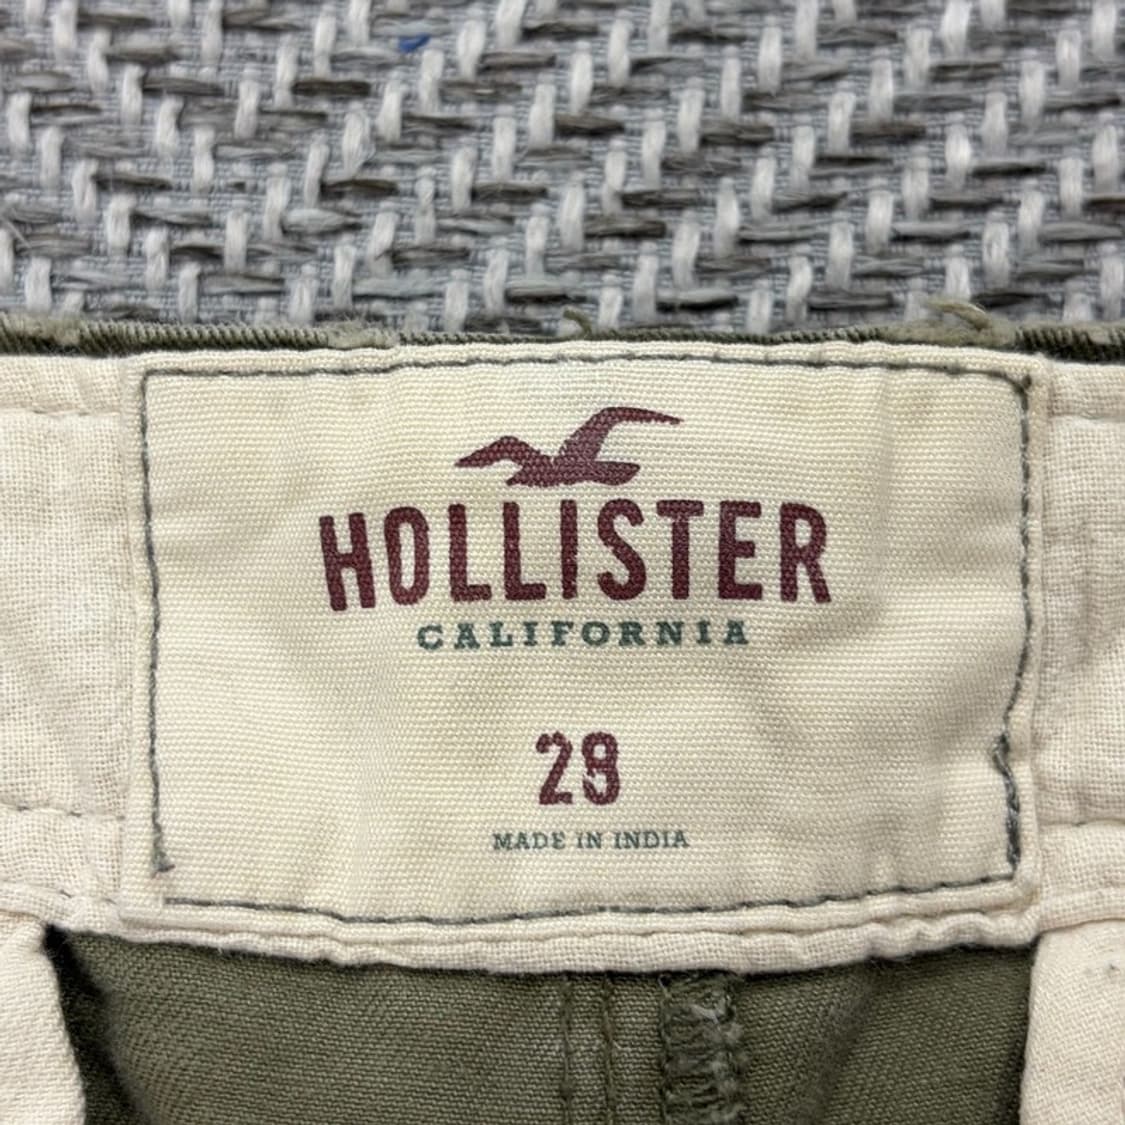 HOLLISTER
CALIFORNIA
28
MADE IN INDIA